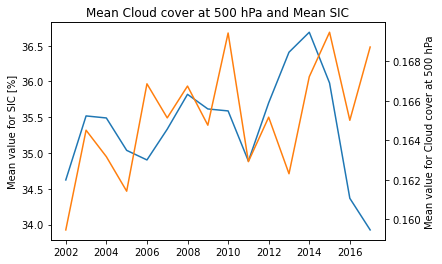 Mean Cloud cover at 500 hPa and Mean SIC
Mean value for SIC [%]
36.5
36.0
35.5
35.0
34.5
34.0
0.168
0.166
0.164
0.162
0.160
Mean value for Cloud cover at 500 hPa
2002 2004 2006 2008 2010 2012 2014 2016